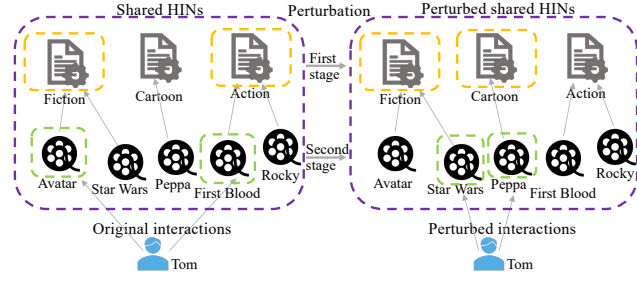 Shared HINs
Perturbation
Perturbed shared HINs
First
stage
Fiction
Cartoon
Action
Fiction
Cartoon
Action
Second
stage
Avatar
Star Wars
Peppa
First Blood
Rocky
Avatar
Star Wars
Peppa
First Blood
Rocky
Original interactions
Perturbed interactions
Tom
Tom